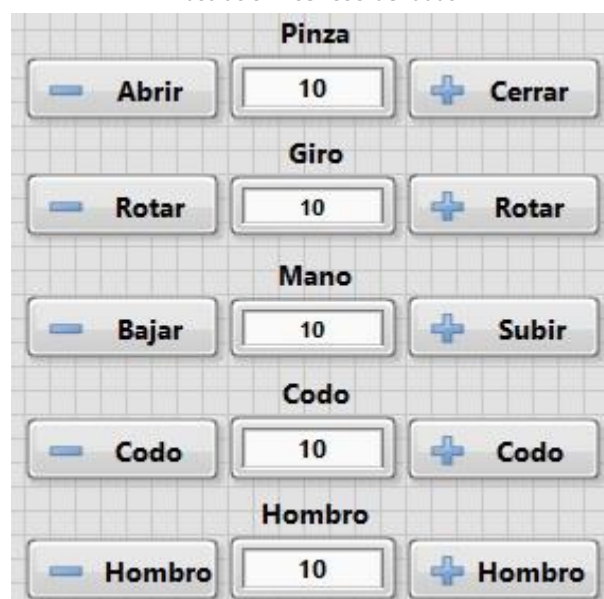 Pinza
Abrir 10 Cerrar
Giro
Rotar 10 Rotar
Mano
Bajar 10 Subir
Codo
Codo 10 Codo
Hombro
Hombro 10 Hombro